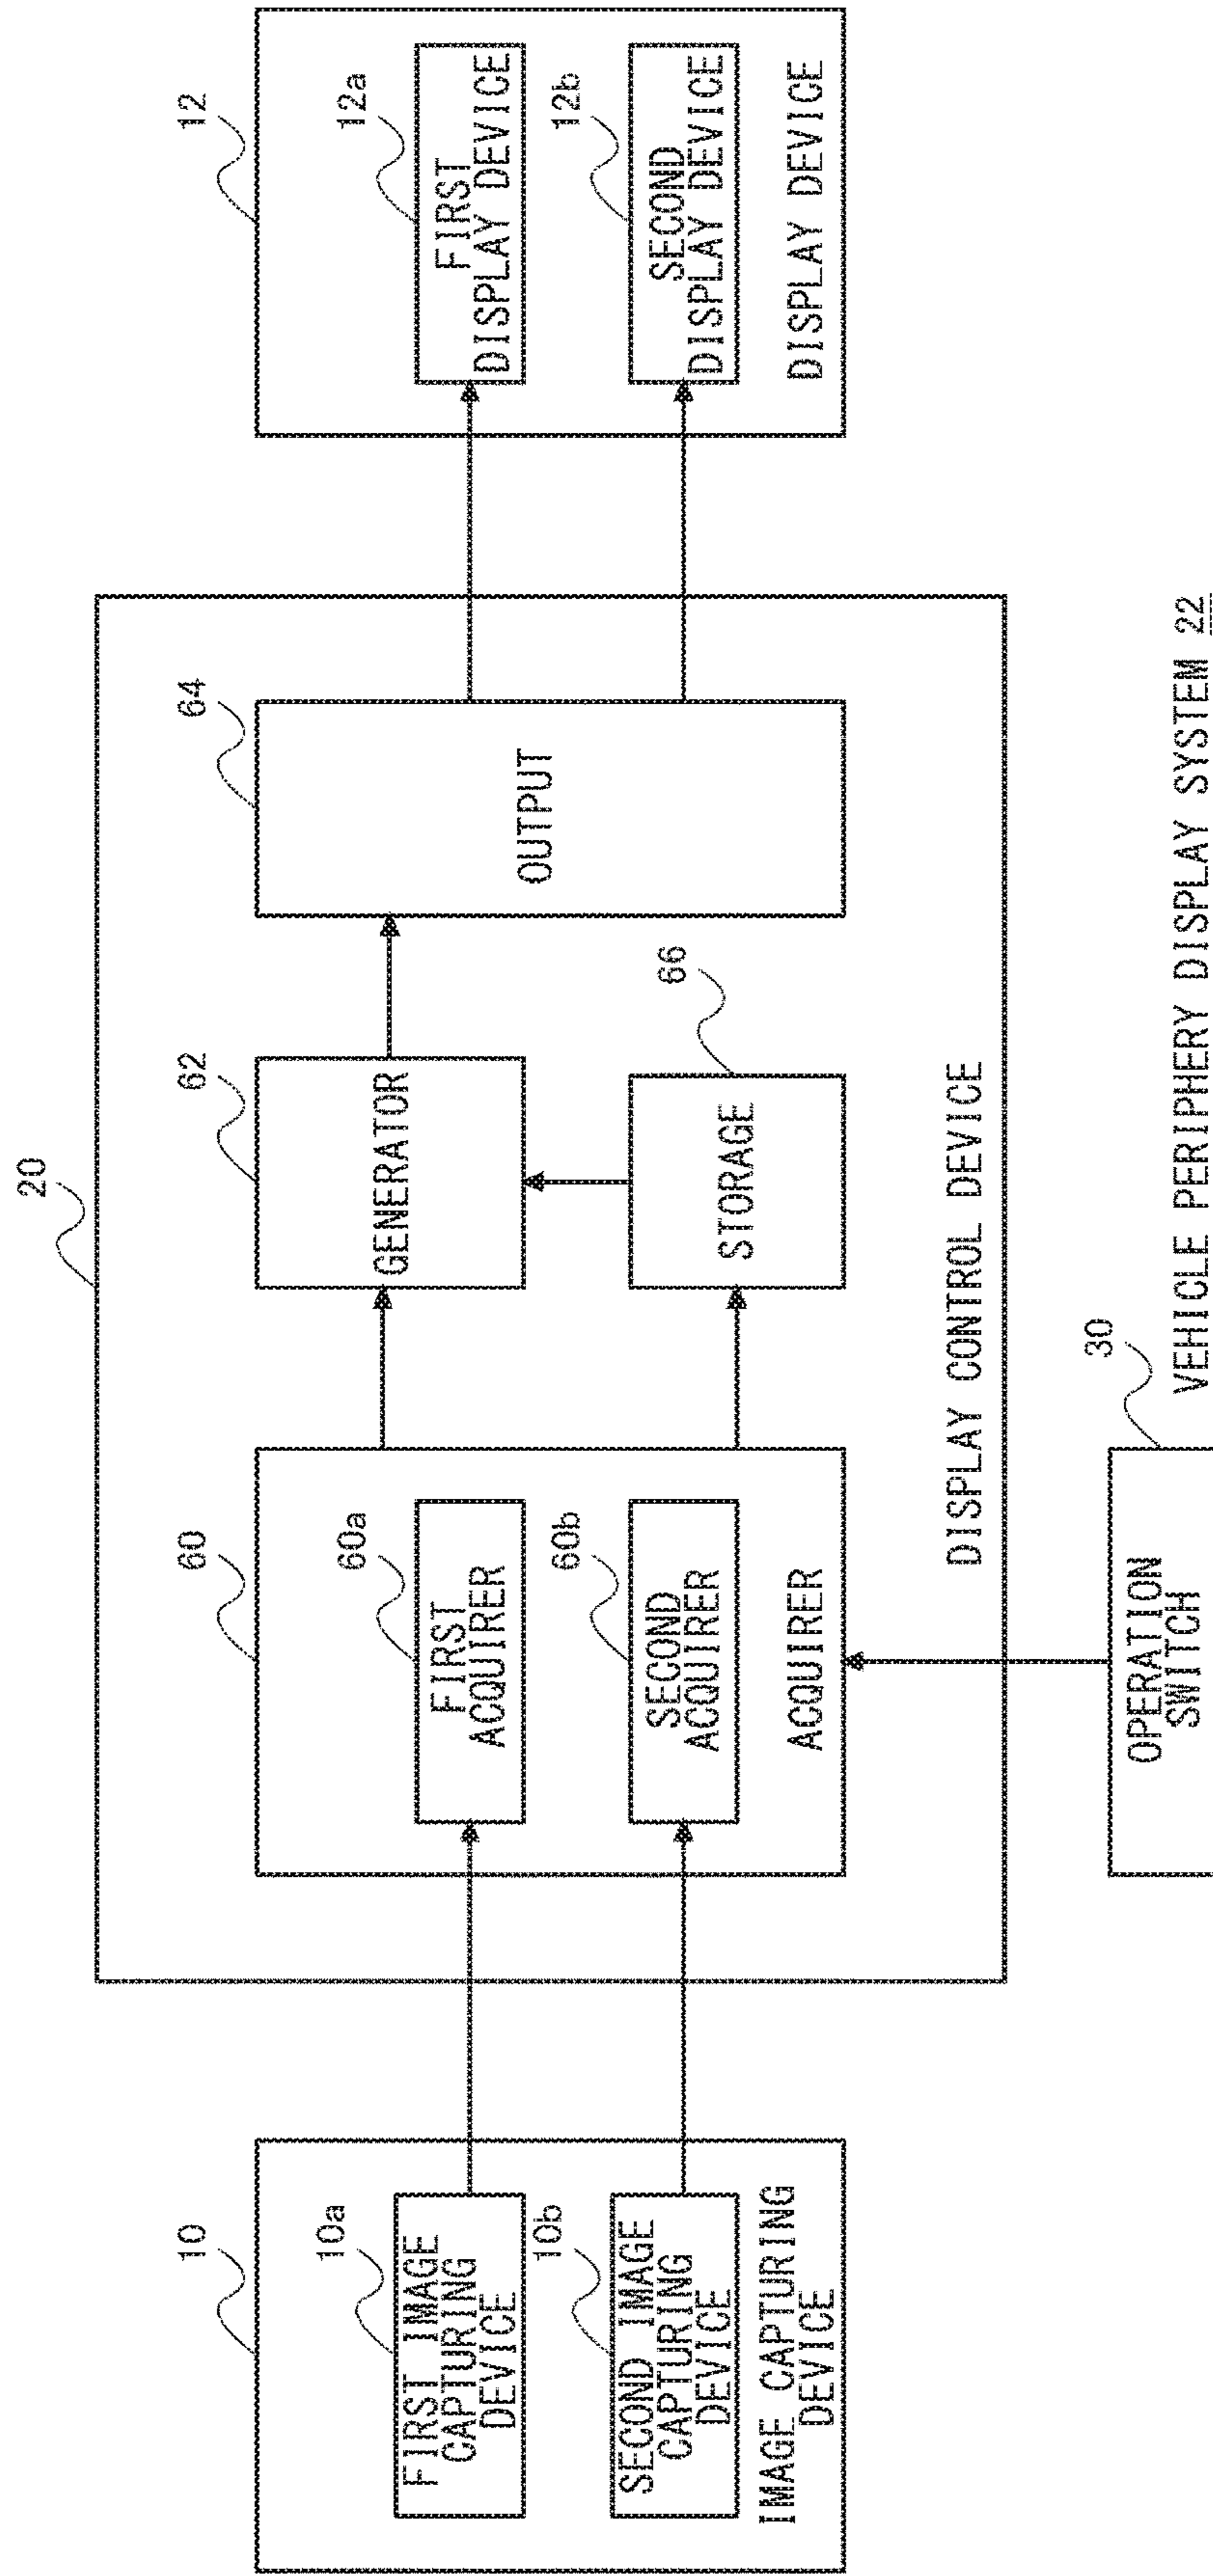 20
10
10a
FIRST IMAGE
CAPTURING
DEVICE
10b
SECOND IMAGE
CAPTURING
DEVICE
IMAGE CAPTURING
DEVICE
60
60a
FIRST
ACQUIRER
60b
SECOND
ACQUIRER
ACQUIRER
62
GENERATOR
66
STORAGE
64
OUTPUT
DISPLAY CONTROL DEVICE
12
12a
FIRST
DISPLAY DEVICE
12b
SECOND
DISPLAY DEVICE
DISPLAY DEVICE
30
OPERATION
SWITCH
VEHICLE PERIPHERY DISPLAY SYSTEM 22